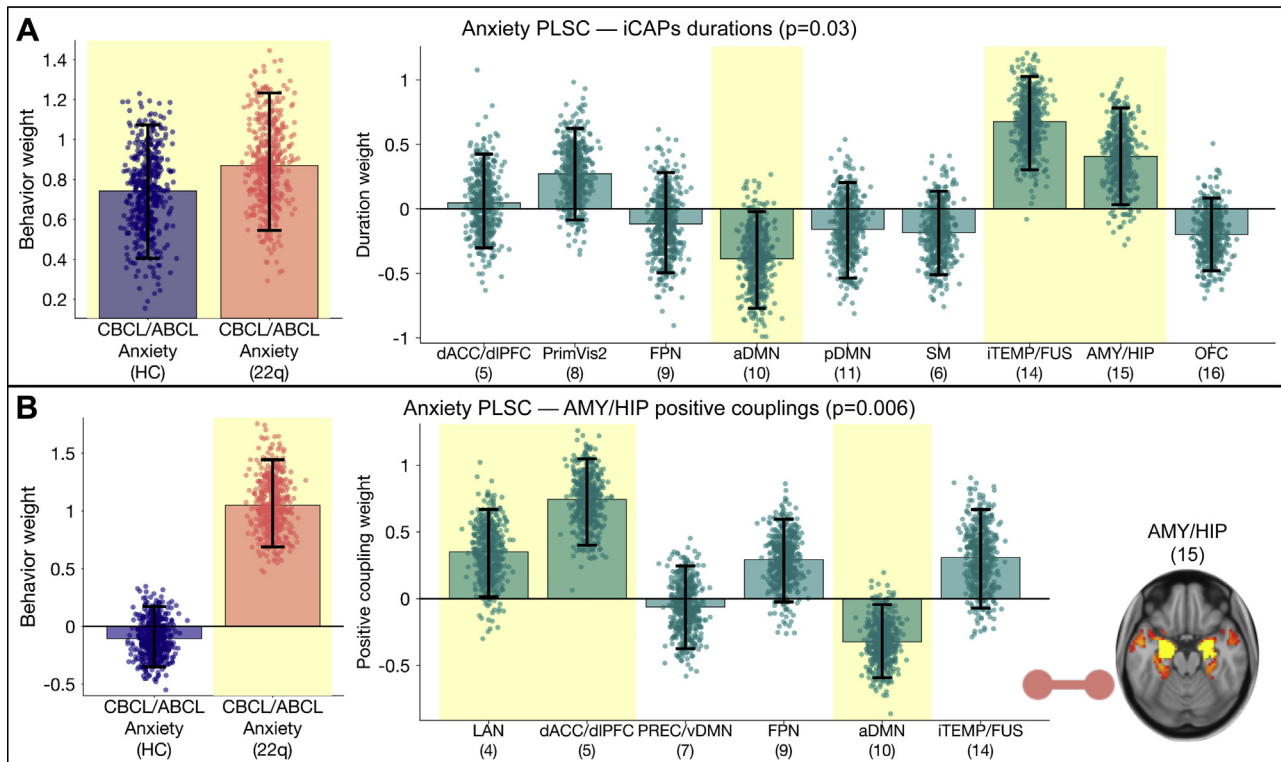 A
Anxiety PLSC — iCAPs durations (p=0.03)
Behavior weight
1.4
1.2
1
0.8
0.6
0.4
0.2
CBCL/ABCL
Anxiety
(HC)
CBCL/ABCL
Anxiety
(22q)
Duration weight
1
0.5
0
-0.5
-1
dACC/dlPFC
(5)
PrimVis2
(8)
FPN
(9)
aDMN
(10)
pDMN
(11)
SM
(6)
iTEMP/FUS
(14)
AMY/HIP
(15)
OFC
(16)
B
Anxiety PLSC — AMY/HIP positive couplings (p=0.006)
Behavior weight
1.5
1
0.5
0
-0.5
CBCL/ABCL
Anxiety
(HC)
CBCL/ABCL
Anxiety
(22q)
Positive coupling weight
1
0.5
0
-0.5
LAN
(4)
dACC/dlPFC
(5)
PREC/vDMN
(7)
FPN
(9)
aDMN
(10)
iTEMP/FUS
(14)
AMY/HIP
(15)